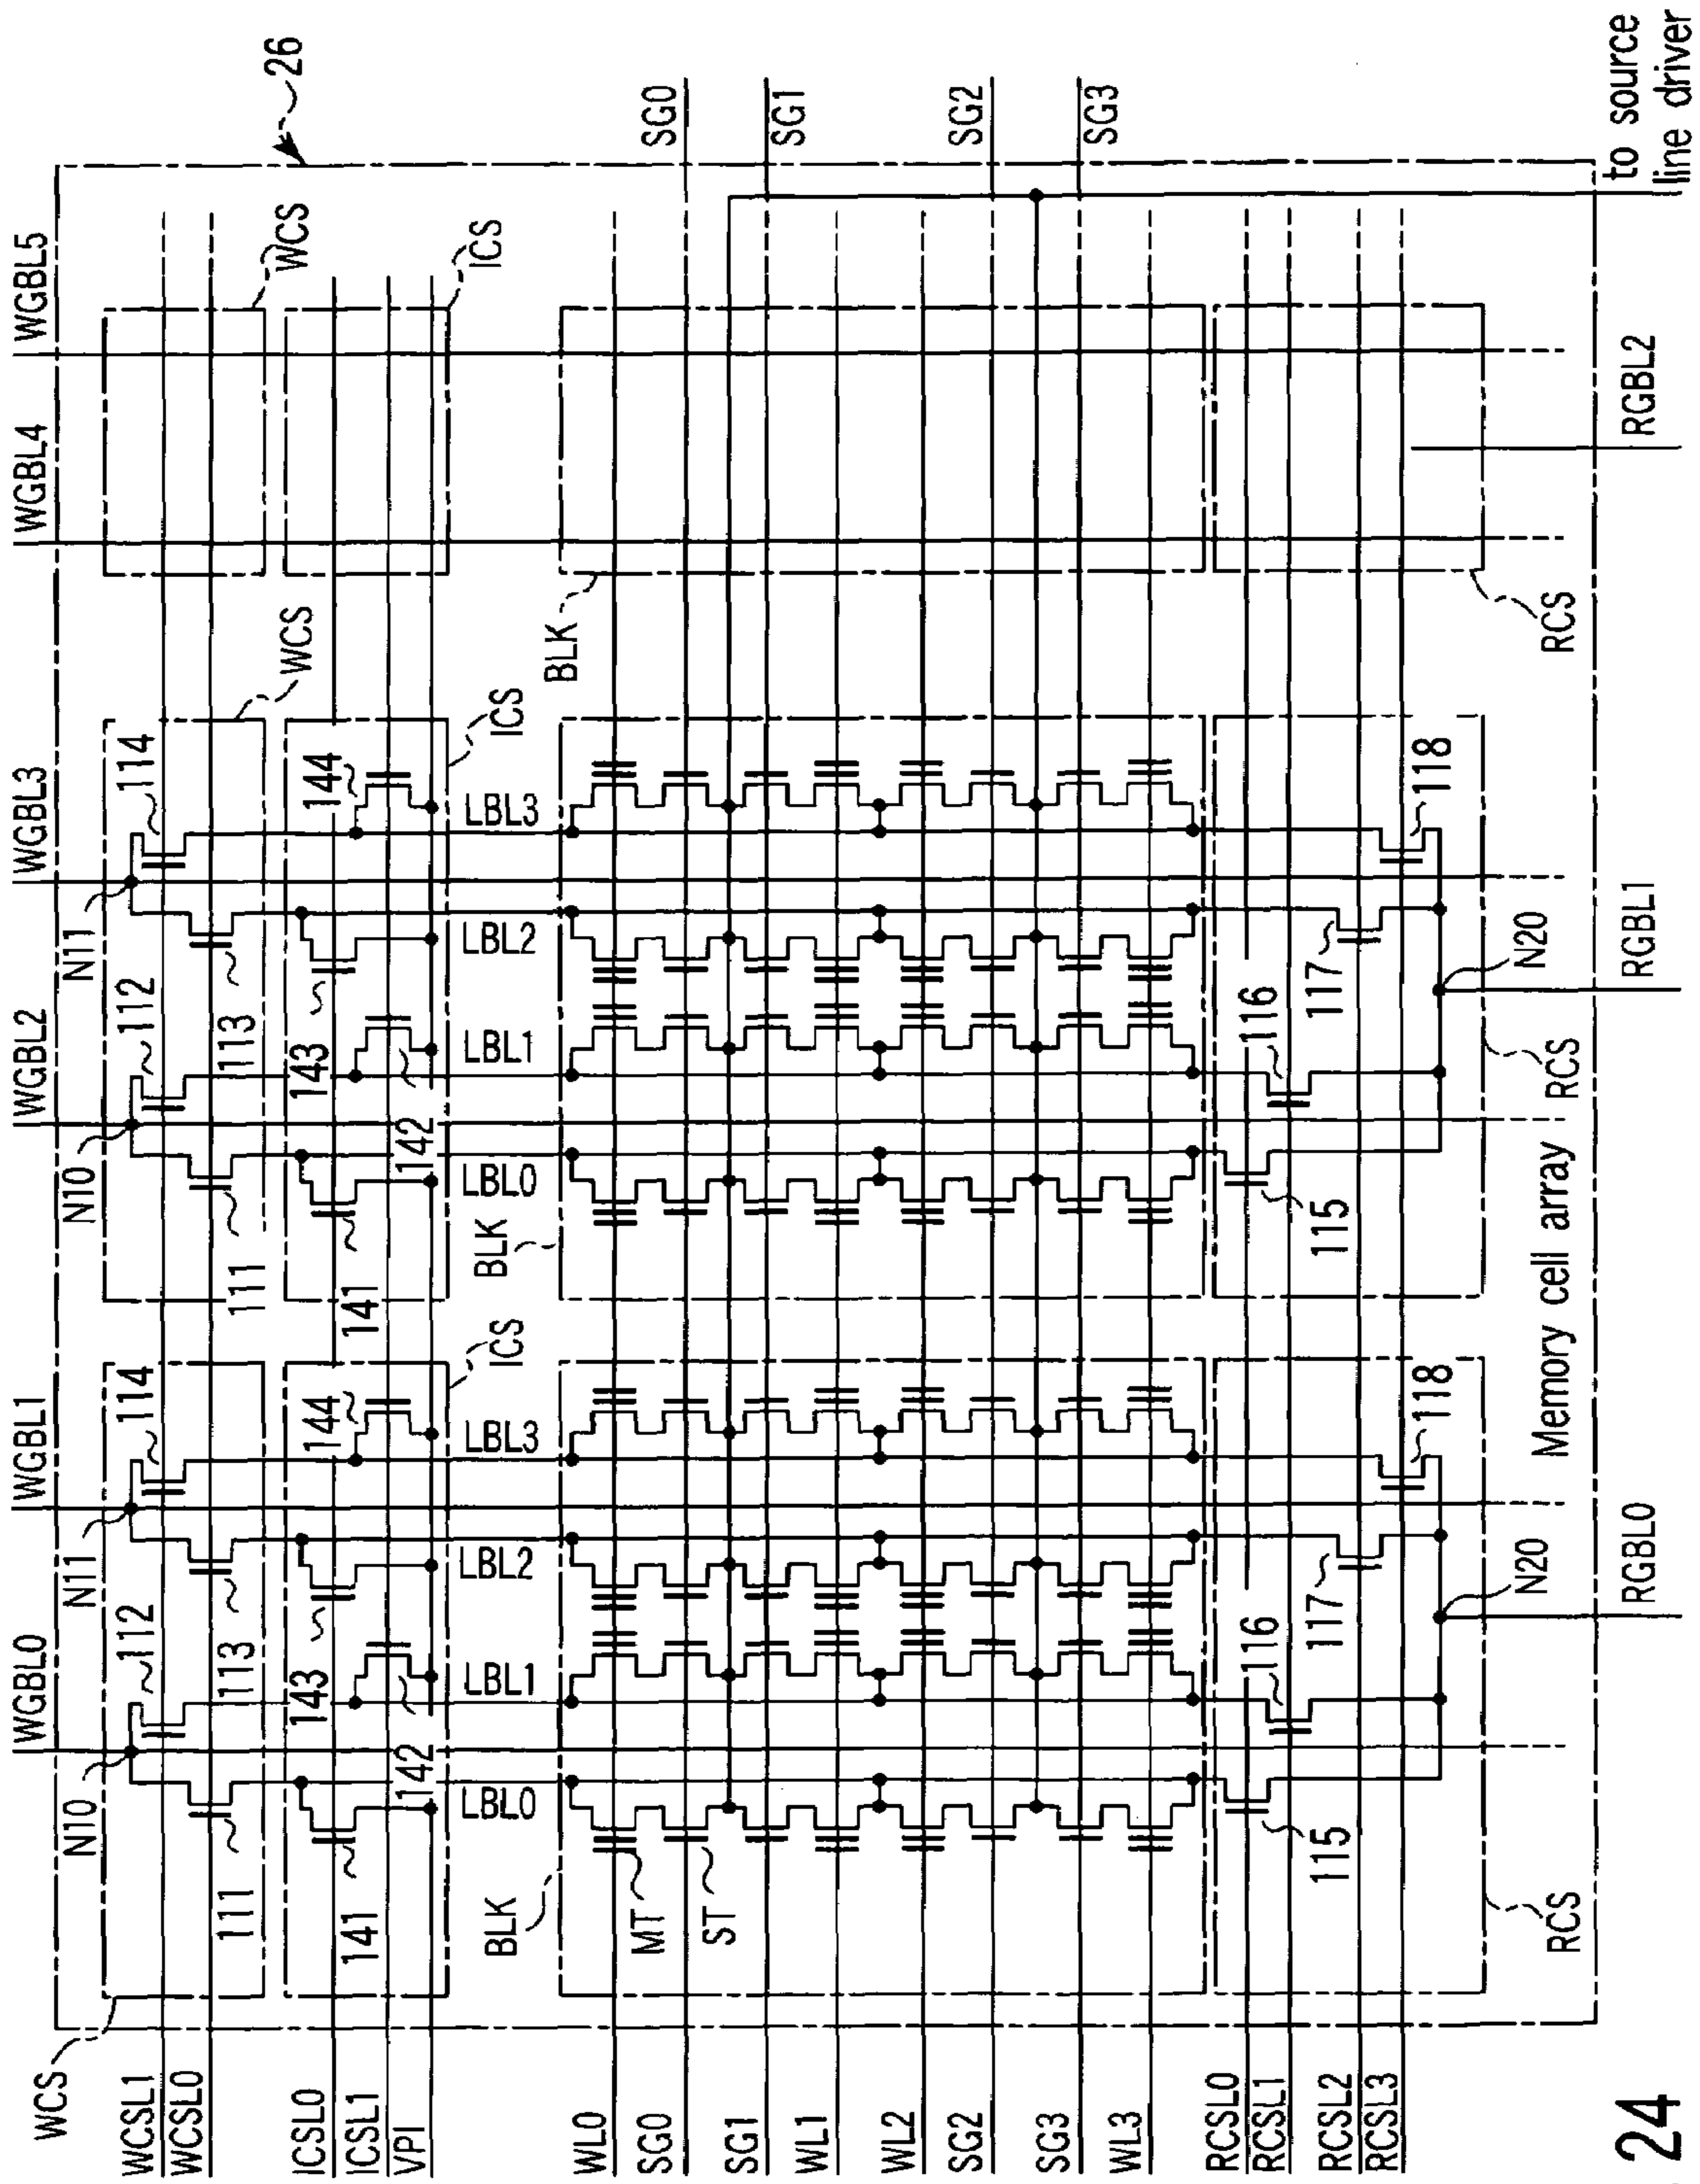 WGBL0
WGBL1
WGBL2
WGBL3
WGBL4
WGBL5
26
WCS
N10
112
N11
114
N10
112
N11
114
WCS
WCS
WCSL1
WCSL0
111
113
111
113
ICS
ICS
ICS
ICSL0
ICSL1
VPI
141
143
142
144
141
143
142
144
LBL0
LBL1
LBL2
LBL3
LBL0
LBL1
LBL2
LBL3
BLK
BLK
BLK
MT
ST
WL0
SG0
SG1
WL1
WL2
SG2
SG3
WL3
SG0
SG1
SG2
SG3
RCSL0
RCSL1
RCSL2
RCSL3
115
116
117
118
115
116
117
118
N20
N20
RCS
RCS
RCS
Memory cell array
RGBL0
RGBL1
RGBL2
to source
line driver
24